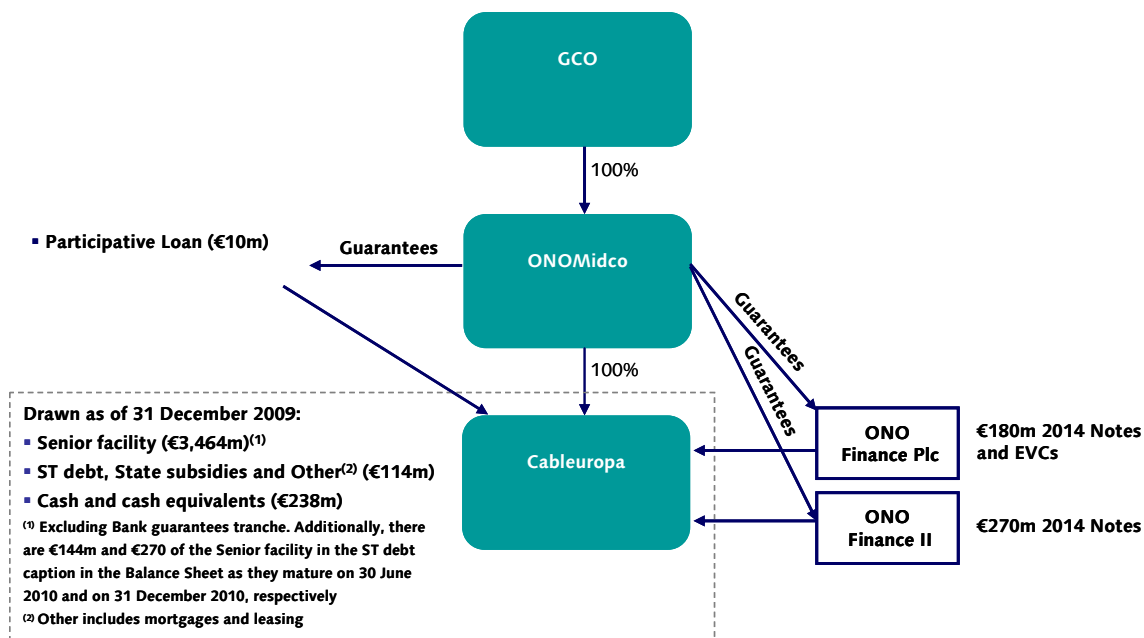 GCO
100%
▪ Participative Loan (€10m)
Guarantees
ONOMidco
Guarantees
Guarantees
100%
Drawn as of 31 December 2009:
▪ Senior facility (€3,464m)(1)
▪ ST debt, State subsidies and Other(2) (€114m)
▪ Cash and cash equivalents (€238m)
(1) Excluding Bank guarantees tranche. Additionally, there
are €144m and €270 of the Senior facility in the ST debt
caption in the Balance Sheet as they mature on 30 June
2010 and on 31 December 2010, respectively
(2) Other includes mortgages and leasing
Cableuropa
ONO
Finance Plc
€180m 2014 Notes
and EVCs
ONO
Finance II
€270m 2014 Notes